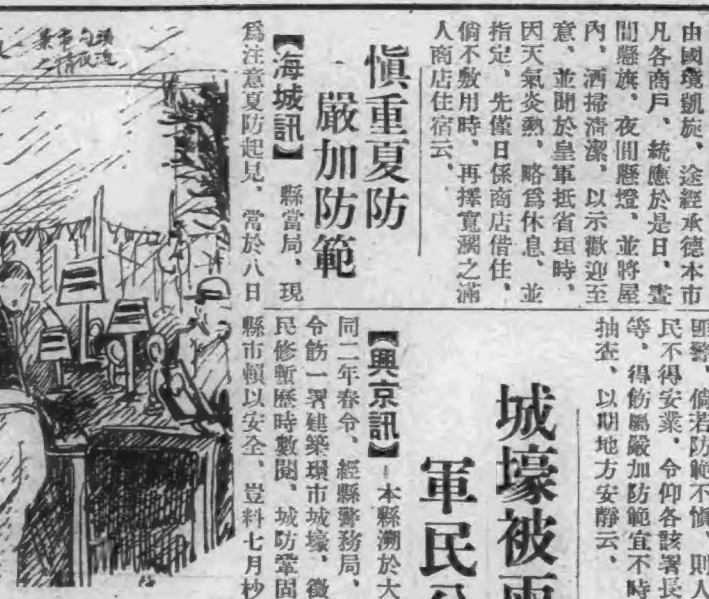 由國境凱旋、途經承德本市
凡各商戶、統應於是日、晝
間懸旗、夜間懸燈、並將屋
內、洒掃清潔、以示歡迎至
意、並聞於皇軍抵省垣時、
因天氣炎熱、略爲休息、並
指定、先僅日係商店借住、
倘不敷用時、再擇寬濶之滿
人商店住宿云、
愼重夏防
嚴加防範
【海城訊】 縣當局、現
爲注意夏防起見、常於八日
匪警、倘若防範不愼、則人
民不得安業、令仰各該署長
等、得飭屬嚴加防範宜不時
抽查、以期地方安靜云、
城壕被雨
軍民
【興京訊】 本縣溯於大
同二年春令、經縣警務局、
令飭一署建築環市城壕、徵
民修暫歷時數閱、城防鞏固
縣市賴以安全、豈料七月杪